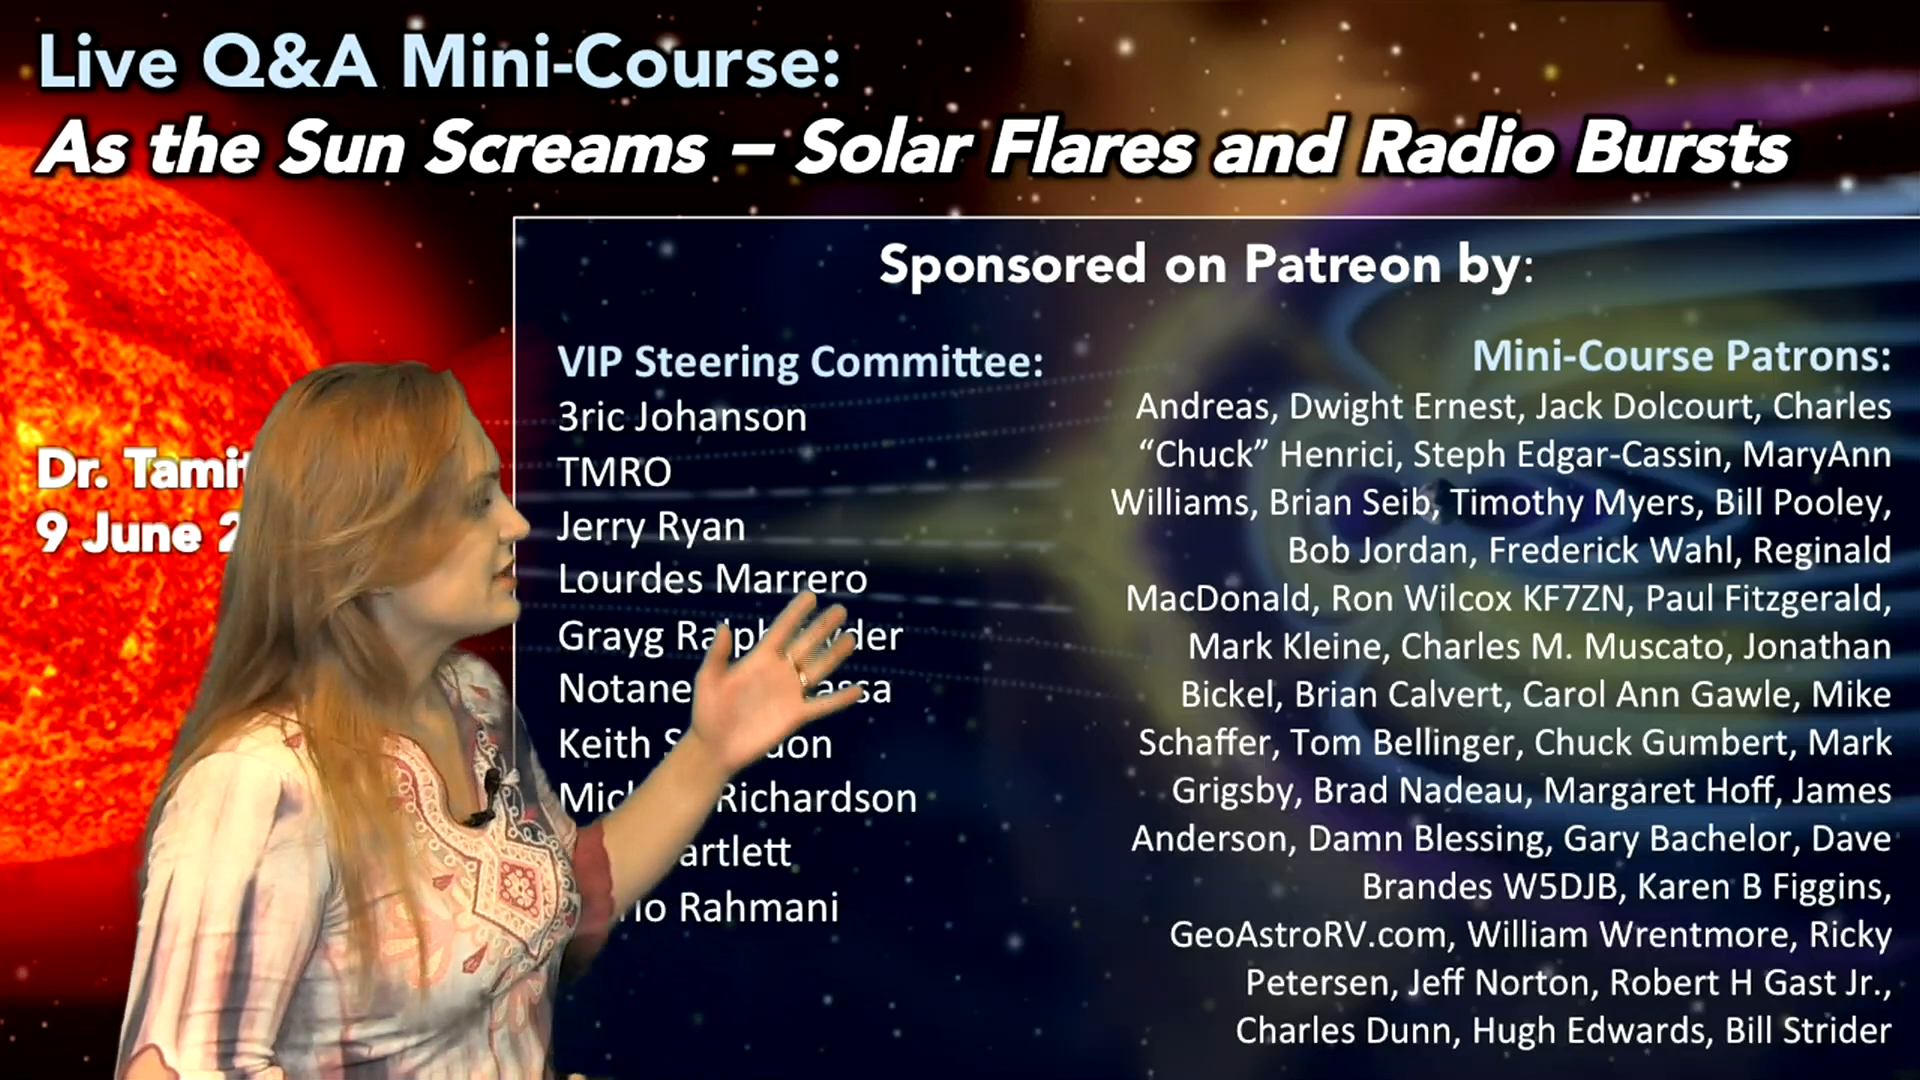 Live Q&A Mini-Course:
As the Sun Screams – Solar Flares and Radio Bursts
Dr.
9 June
Sponsored on Patreon by:
VIP Steering Committee:
3ric Johanson
TMRO
Jerry Ryan
Lourdes Marrero
Grayg
Keith
Richardson
Rahmani
Mini-Course Patrons:
Andreas, Dwight Ernest, Jack Dolcourt, Charles
“Chuck” Henrici, Steph Edgar-Cassin, MaryAnn
Williams, Brian Seib, Timothy Myers, Bill Pooley,
Bob Jordan, Frederick Wahl, Reginald
MacDonald, Ron Wilcox KF7ZN, Paul Fitzgerald,
Mark Kleine, Charles M. Muscato, Jonathan
Bickel, Brian Calvert, Carol Ann Gawle, Mike
Schaffer, Tom Bellinger, Chuck Gumbert, Mark
Grigsby, Brad Nadeau, Margaret Hoff, James
Anderson, Damn Blessing, Gary Bachelor, Dave
Brandes W5DJB, Karen B Figgins,
GeoAstroRV.com, William Wrentmore, Ricky
Petersen, Jeff Norton, Robert H Gast Jr.,
Charles Dunn, Hugh Edwards, Bill Strider